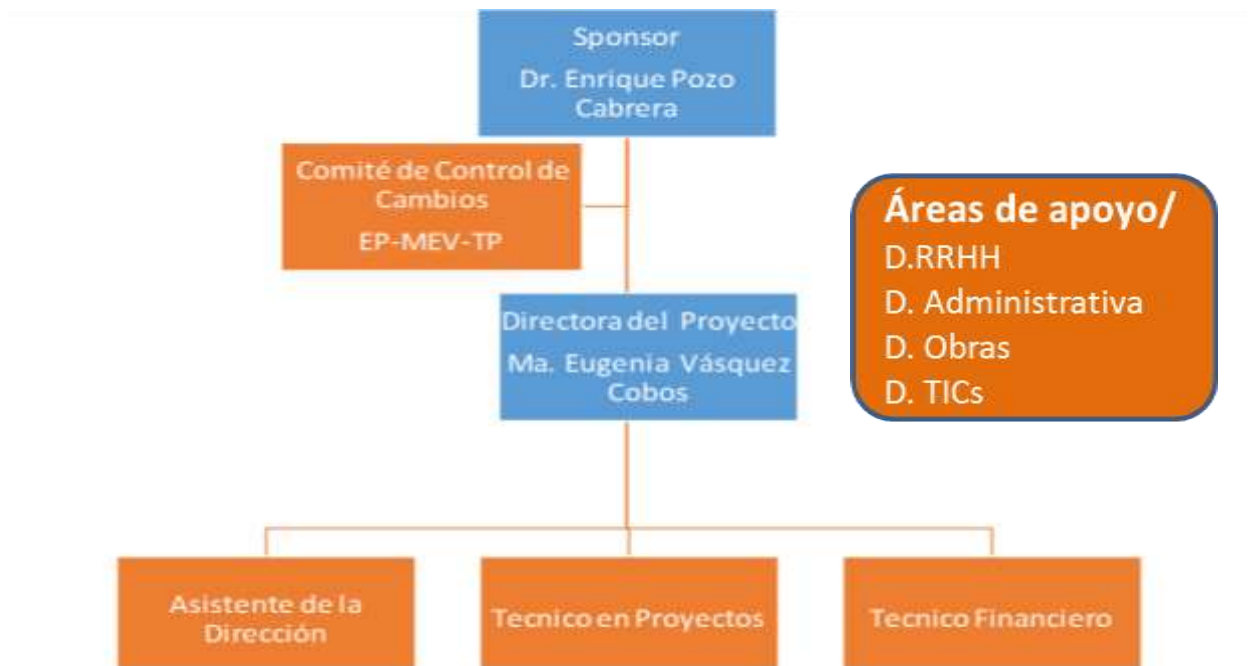 Sponsor
Dr. Enrique Pozo
Cabrera
Comité de Control de
Cambios
EP-MEV-TP
Áreas de apoyo/
D.RRHH
D. Administrativa
D. Obras
D. TICs
Directora del Proyecto
Ma. Eugenia Vásquez
Cobos
Asistente de la
Dirección
Tecnico en Proyectos
Tecnico Financiero